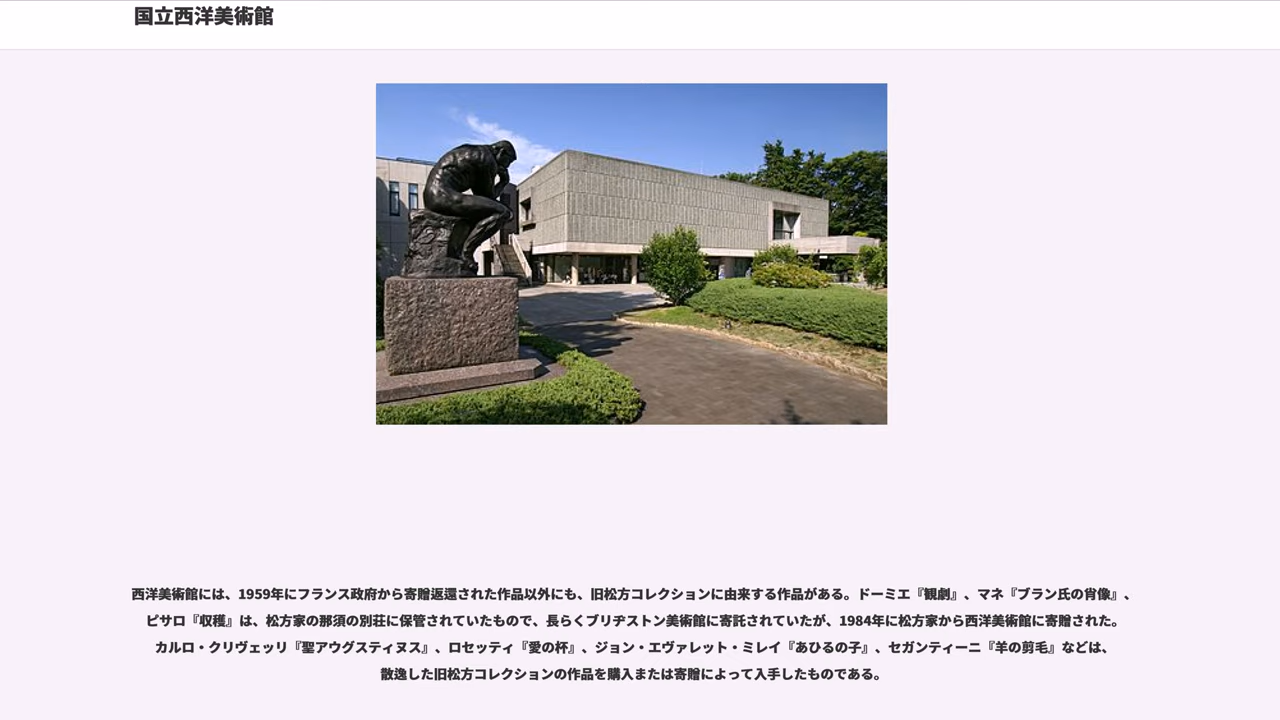 国立西洋美術館
西洋美術館には、1959年にフランス政府から寄贈返還された作品以外にも、旧松方コレクションに由来する作品がある。ドーミエ『観劇』、マネ『ブラン氏の肖像』、
ピサロ『収穫』は、松方家の那須の別荘に保管されていたもので、長らくブリヂストン美術館に寄託されていたが、1984年に松方家から西洋美術館に寄贈された。
カルロ・クリヴェッリ『聖アウグスティヌス』、ロセッティ『愛の杯』、ジョン・エヴァレット・ミレイ『あひるの子』、セガンティーニ『羊の剪毛』などは、
散逸した旧松方コレクションの作品を購入または寄贈によって入手したものである。